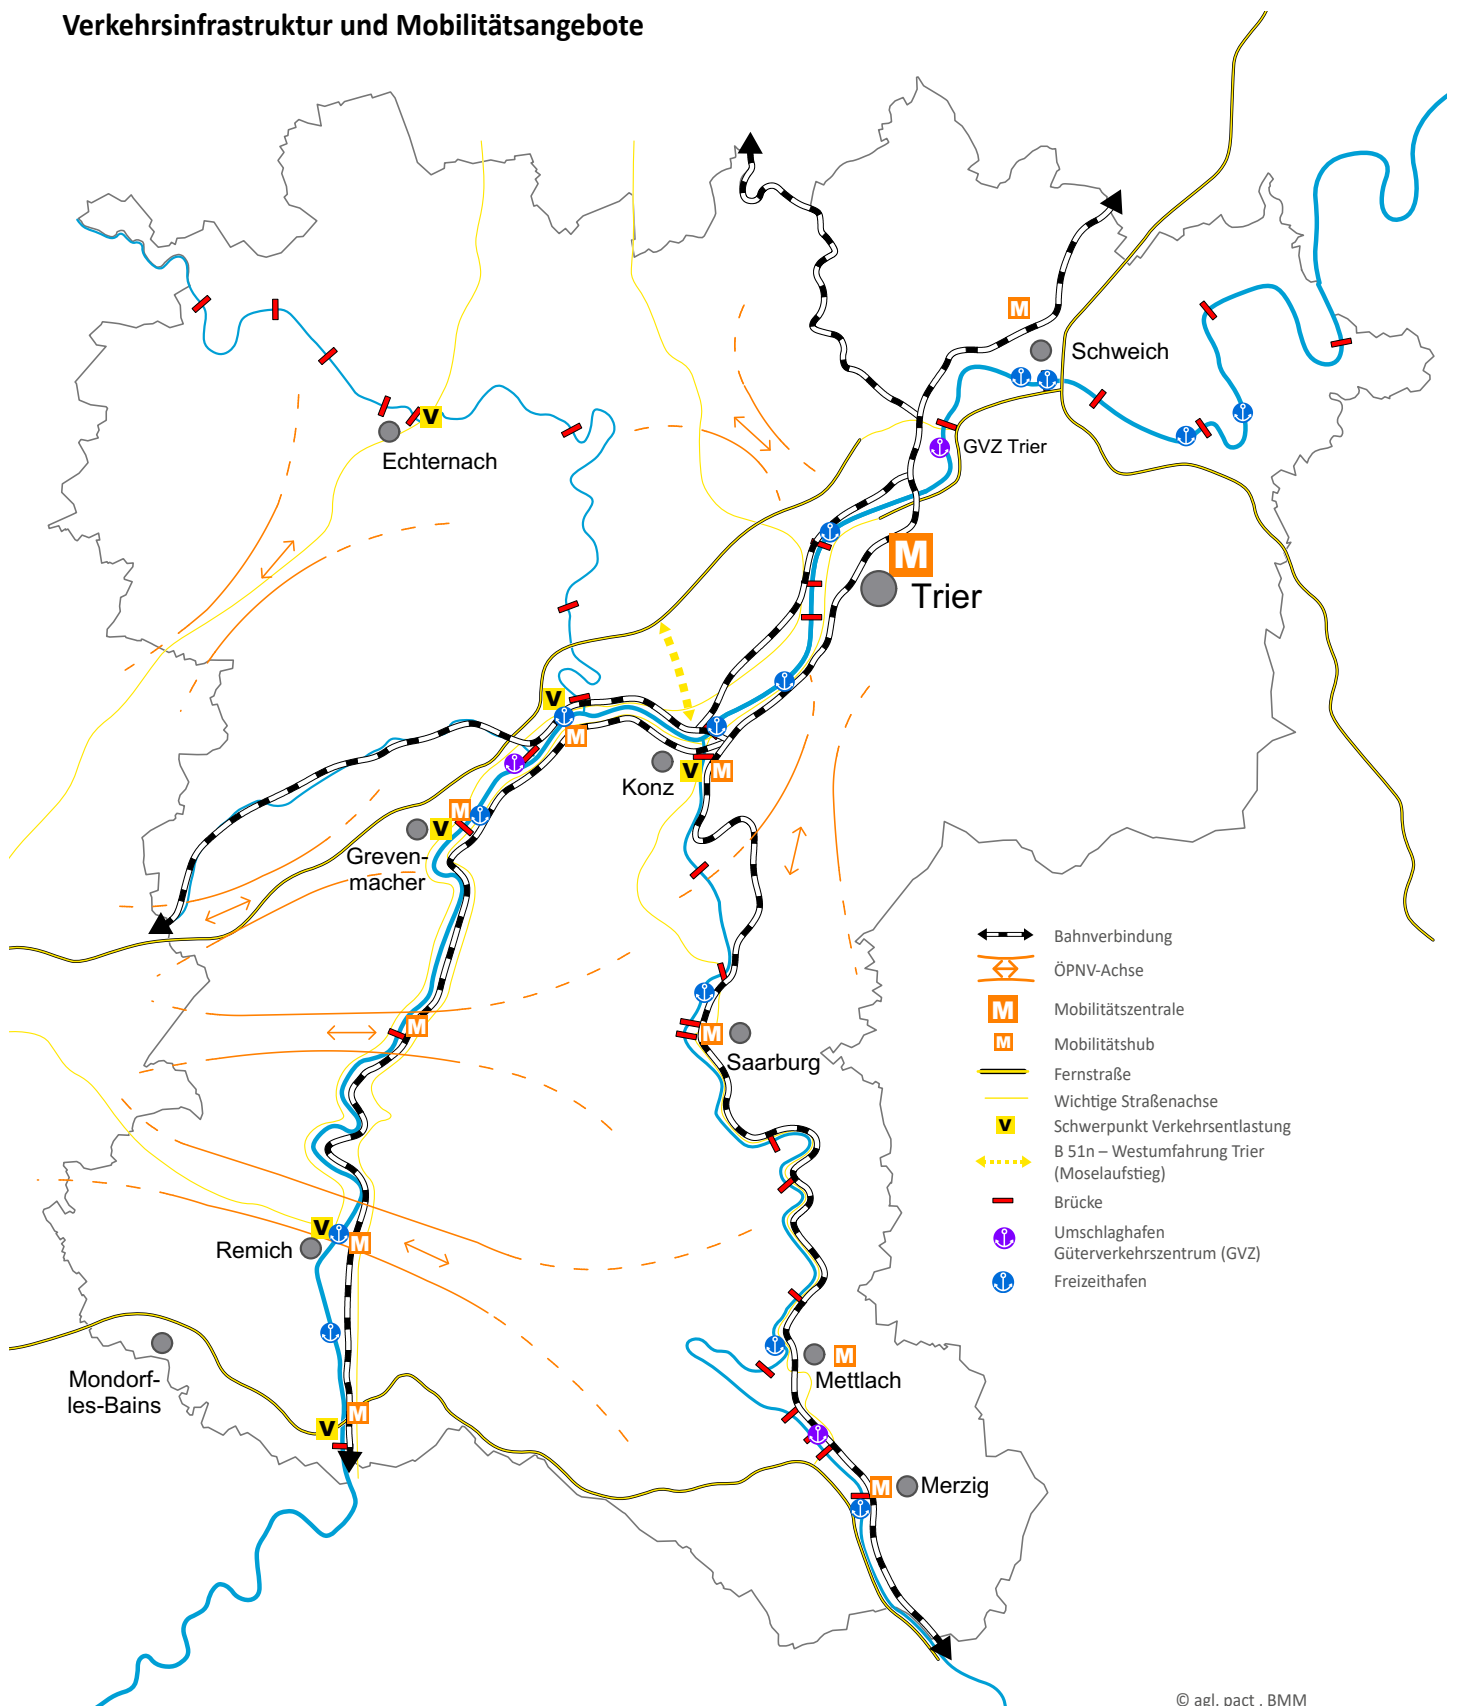 Verkehrsinfrastruktur und Mobilitätsangebote
M
Schweich
V
Echternach
GVZ Trier
M
Trier
V
M
Konz
V
M
M
V
Greven-
macher
Bahnverbindung
ÖPNV-Achse
M
Mobilitätszentrale
M
Mobilitätshub
Fernstraße
Wichtige Straßenachse
V
Schwerpunkt Verkehrsentlastung
B 51n – Westumfahrung Trier
(Moselaufstieg)
Brücke
Umschlaghafen
Güterverkehrszentrum (GVZ)
Freizeithafen
M
M
Saarburg
V
M
Remich
M
Mettlach
Mondorf-
les-Bains
V
M
M
Merzig
© agl, pact , BMM